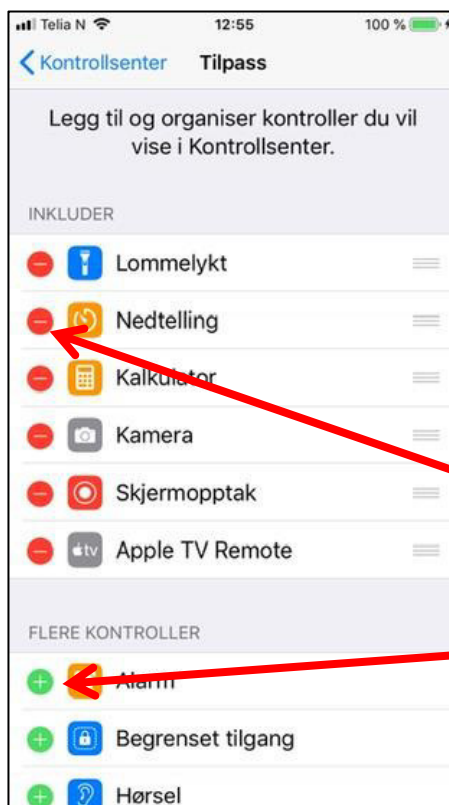 Telia N 12:55 100 %
Kontrollsenter Tilpass
Legg til og organiser kontroller du vil
vise i Kontrollsenter.
INKLUDER
Lommelykt
Nedtelling
Kalkulator
Kamera
Skjermopptak
tv Apple TV Remote
FLERE KONTROLLER
Alarm
Begrenset tilgang
Hørsel